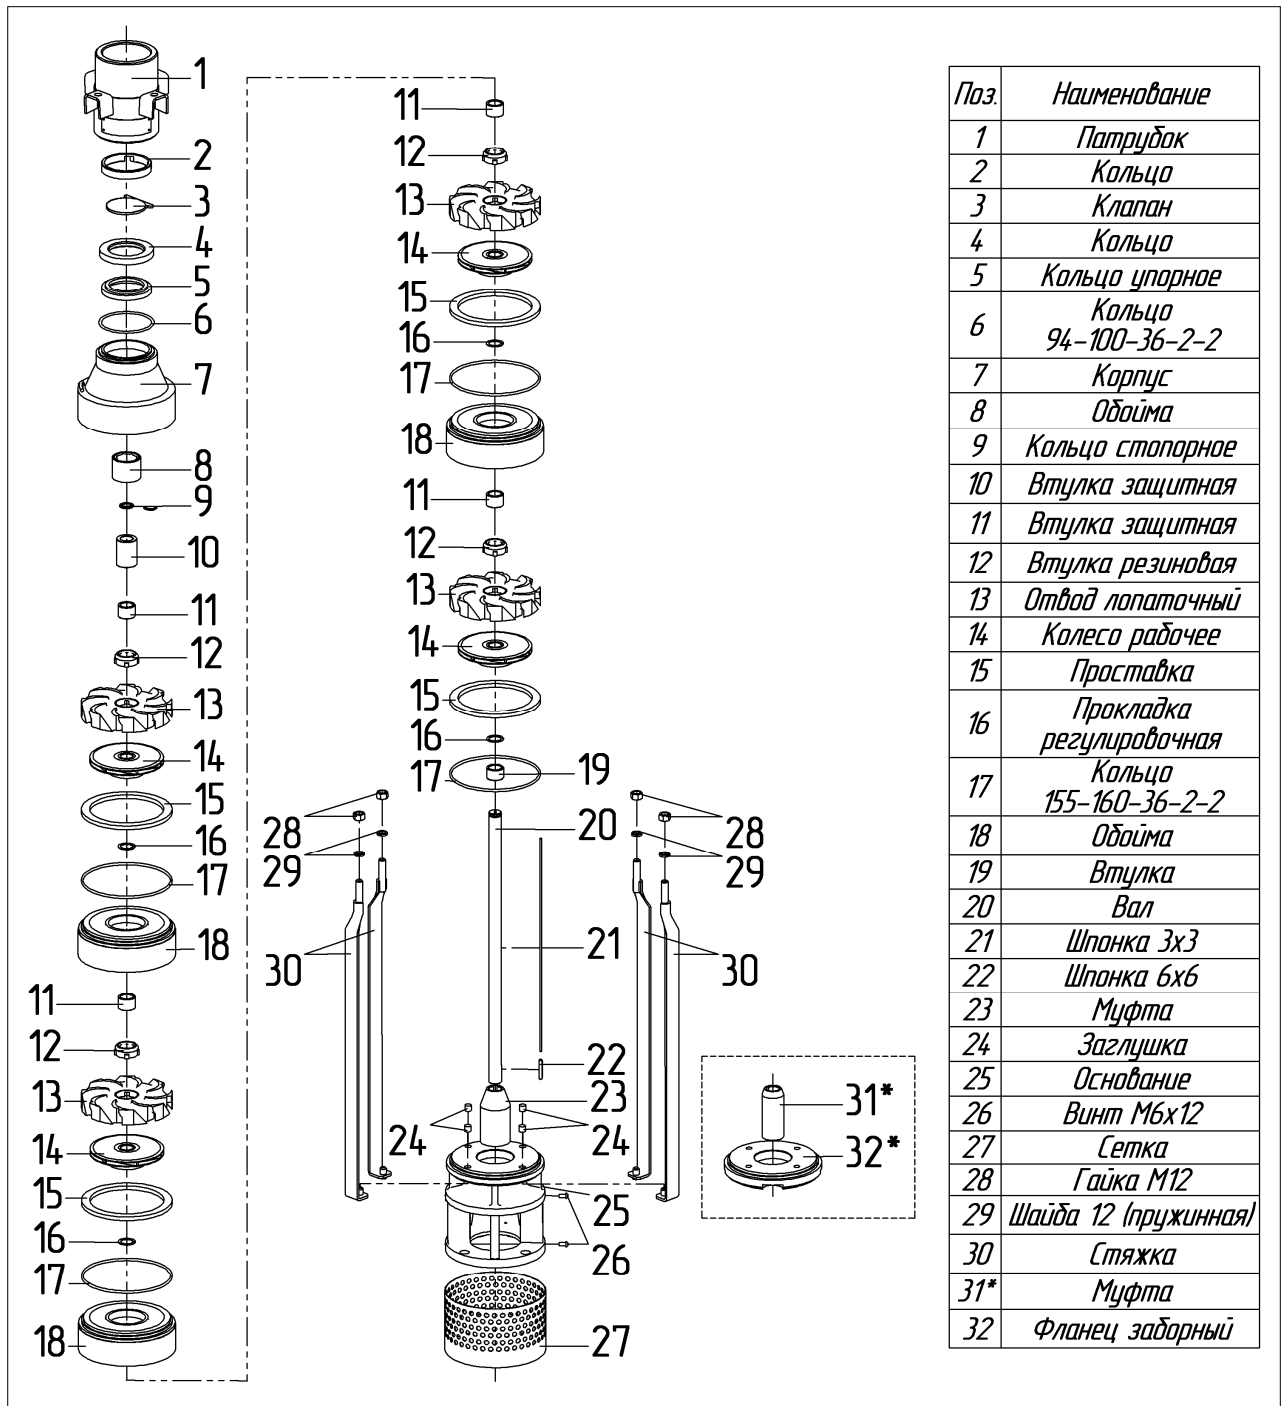 1
2
3
4
5
6
7
8
9
10
11
12
13
14
15
16
17
18
11
12
13
14
15
16
17
18
11
12
13
14
15
16
17
18
11
12
13
14
15
16
17
19
28
29
30
20
21
22
23
24
24
25
26
27
28
29
30
31*
32*
Поз. Наименование
1 Патрубок
2 Кольцо
3 Клапан
4 Кольцо
5 Кольцо упорное
6 Кольцо
94-100-36-2-2
7 Корпус
8 Обойма
9 Кольцо стопорное
10 Втулка защитная
11 Втулка защитная
12 Втулка резиновая
13 Отвод лопаточный
14 Колесо рабочее
15 Проставка
16 Прокладка
регулировочная
17 Кольцо
155-160-36-2-2
18 Обойма
19 Втулка
20 Вал
21 Шпонка 3x3
22 Шпонка 6x6
23 Муфта
24 Заглушка
25 Основание
26 Винт М6x12
27 Сетка
28 Гайка М12
29 Шайба 12 (пружинная)
30 Стяжка
31* Муфта
32 Фланец заборный